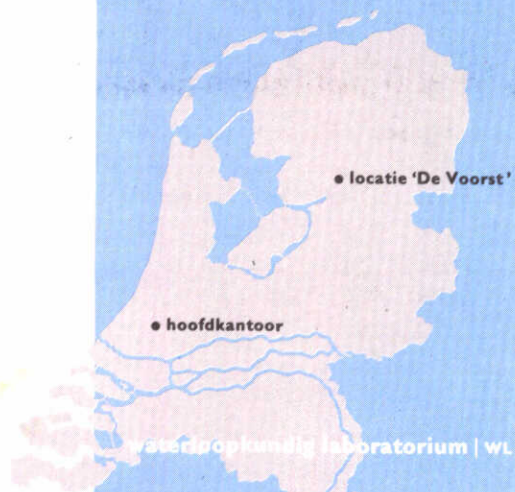 • locatie 'De Voorst'
• hoofdkantoor
waterloopkundig laboratorium | WL